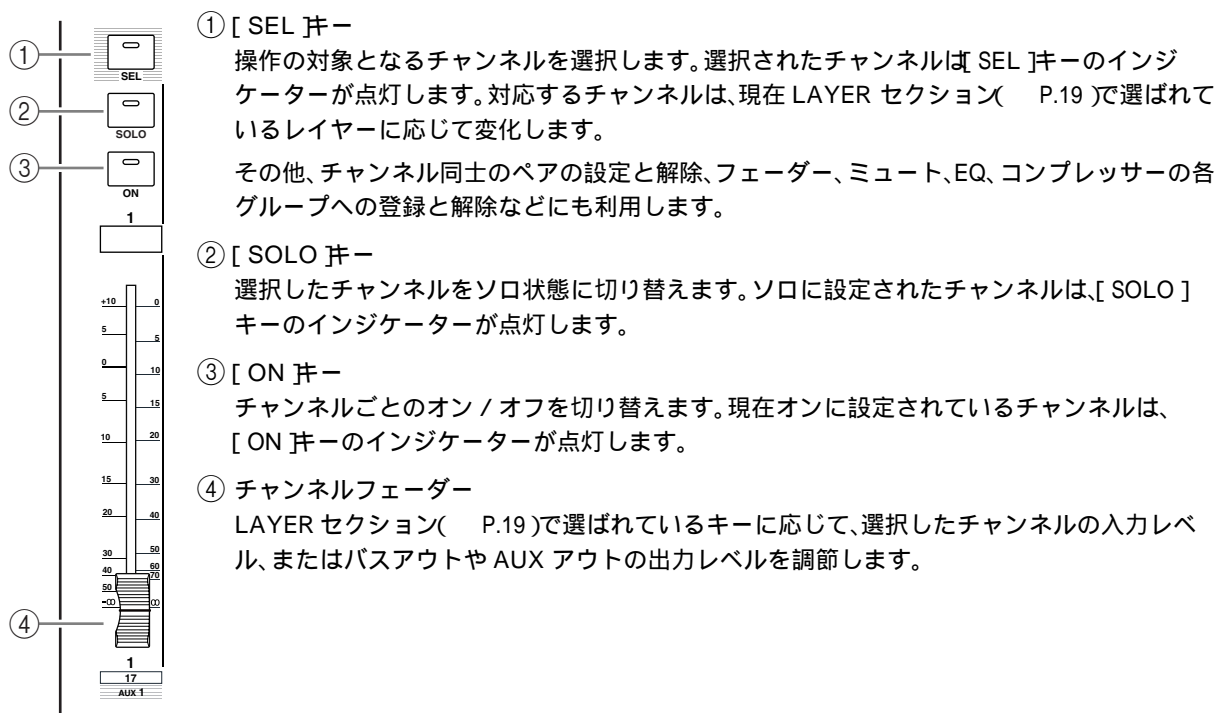 ① [ SEL ]キー
操作の対象となるチャンネルを選択します。選択されたチャンネルは[ SEL ]キーのインジ
ケーターが点灯します。対応するチャンネルは、現在 LAYER セクション( P.19 )で選ばれて
いるレイヤーに応じて変化します。
その他、チャンネル同士のペアの設定と解除、フェーダー、ミュート、EQ、コンプレッサーの各
グループへの登録と解除などにも利用します。
② [ SOLO ]キー
選択したチャンネルをソロ状態に切り替えます。ソロに設定されたチャンネルは、[ SOLO ]
キーのインジケーターが点灯します。
③ [ ON ]キー
チャンネルごとのオン / オフを切り替えます。現在オンに設定されているチャンネルは、
[ ON ]キーのインジケーターが点灯します。
④ チャンネルフェーダー
LAYER セクション( P.19 )で選ばれているキーに応じて、選択したチャンネルの入力レベ
ル、またはバスアウトや AUX アウトの出力レベルを調節します。
①
SEL
②
SOLO
③
ON
1
+10 0
5 5
0 10
5 15
10 20
15 30
20 40
30 50
40 60
70
50
-∞ ∞
④
1
17
AUX 1